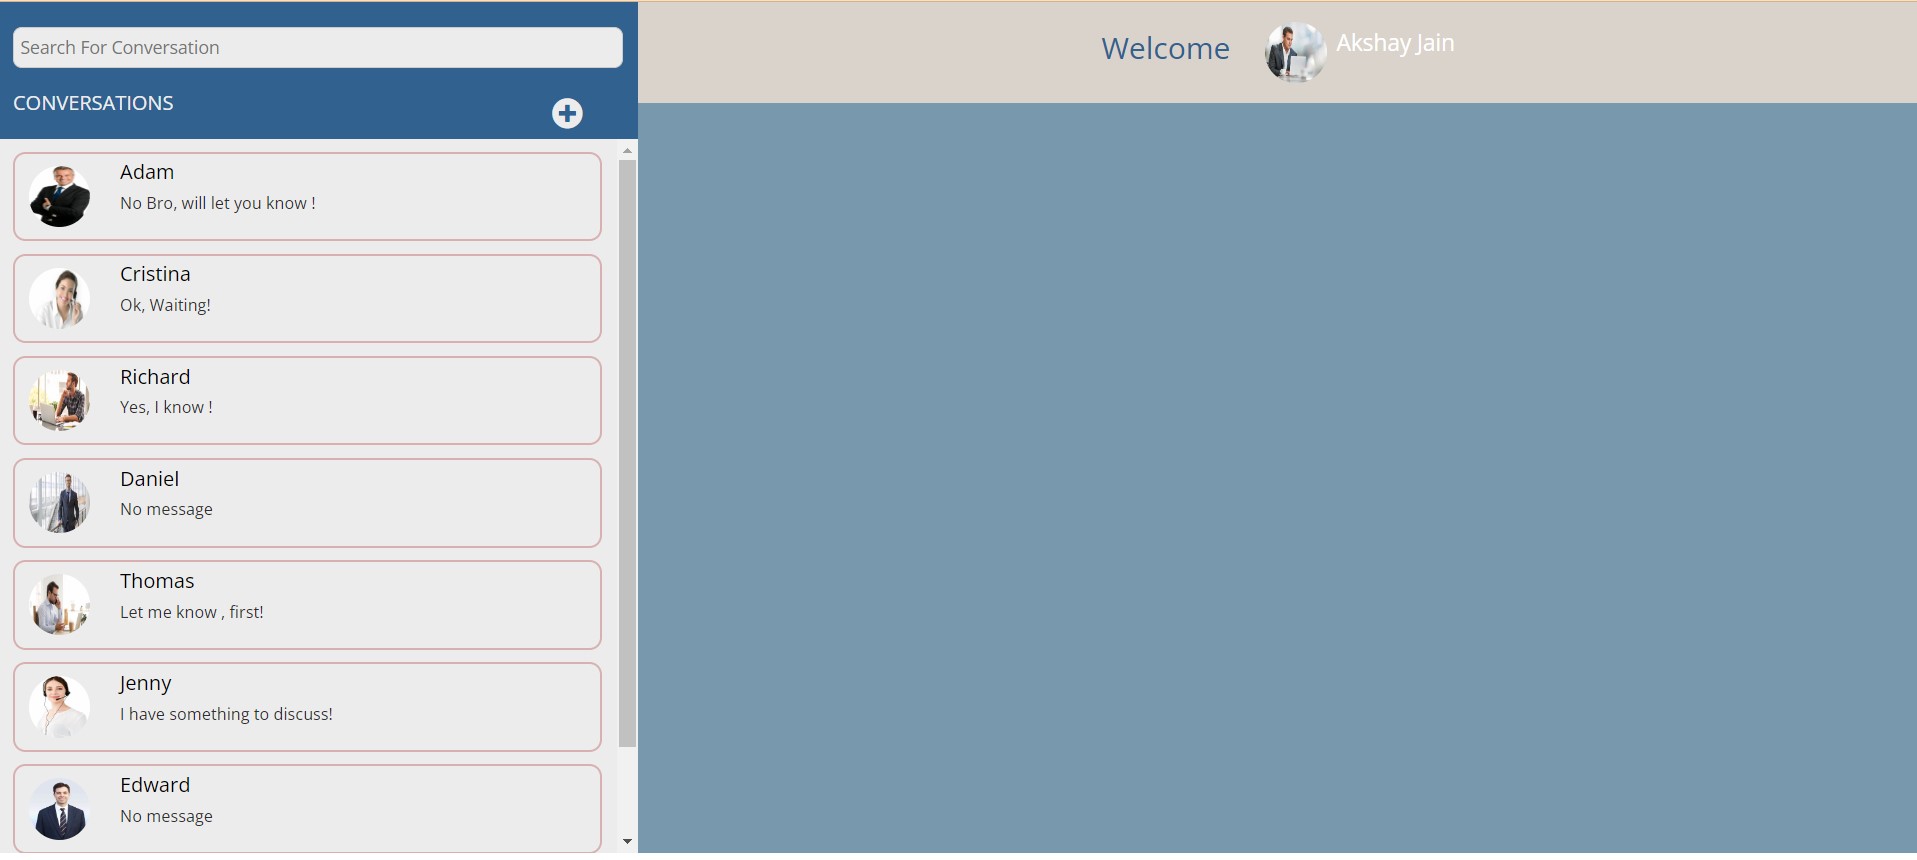 Search For Conversation
CONVERSATIONS
Adam
No Bro, will let you know !
Cristina
Ok, Waiting!
Richard
Yes, I know !
Daniel
No message
Thomas
Let me know , first!
Jenny
I have something to discuss!
Edward
No message
Welcome
Akshay Jain